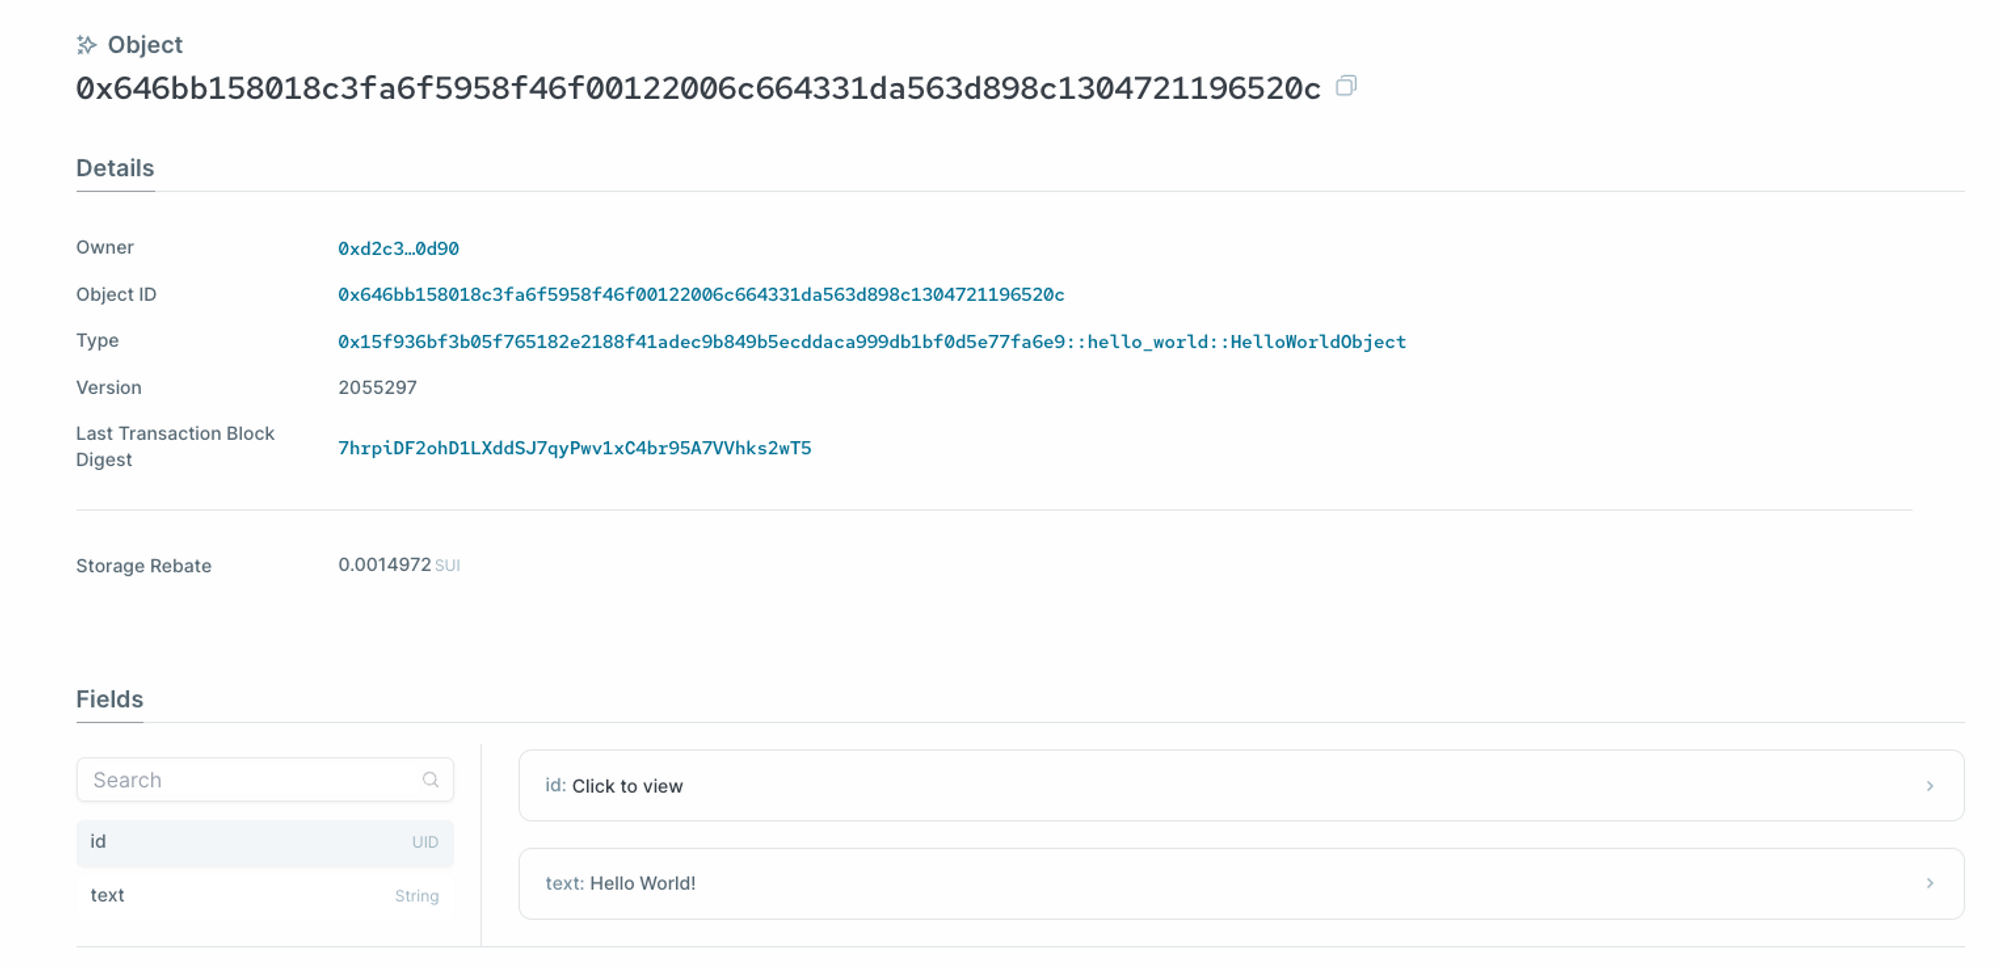 Object
0x646bb158018c3fa6f5958f46f00122006c664331da563d898c1304721196520c
Details
Owner 0xd2c3…0d90
Object ID 0x646bb158018c3fa6f5958f46f00122006c664331da563d898c1304721196520c
Type 0x15f936bf3b05f765182e2188f41adec9b849b5ecddaca999db1bf0d5e77fa6e9::hello_world::HelloWorldObject
Version 2055297
Last Transaction Block
Digest 7hrpiDF2ohD1LXddSJ7qyPwv1xC4br95A7VVhks2wT5
Storage Rebate 0.0014972 SUI
Fields
Search
id UID
text String
id: Click to view
text: Hello World!